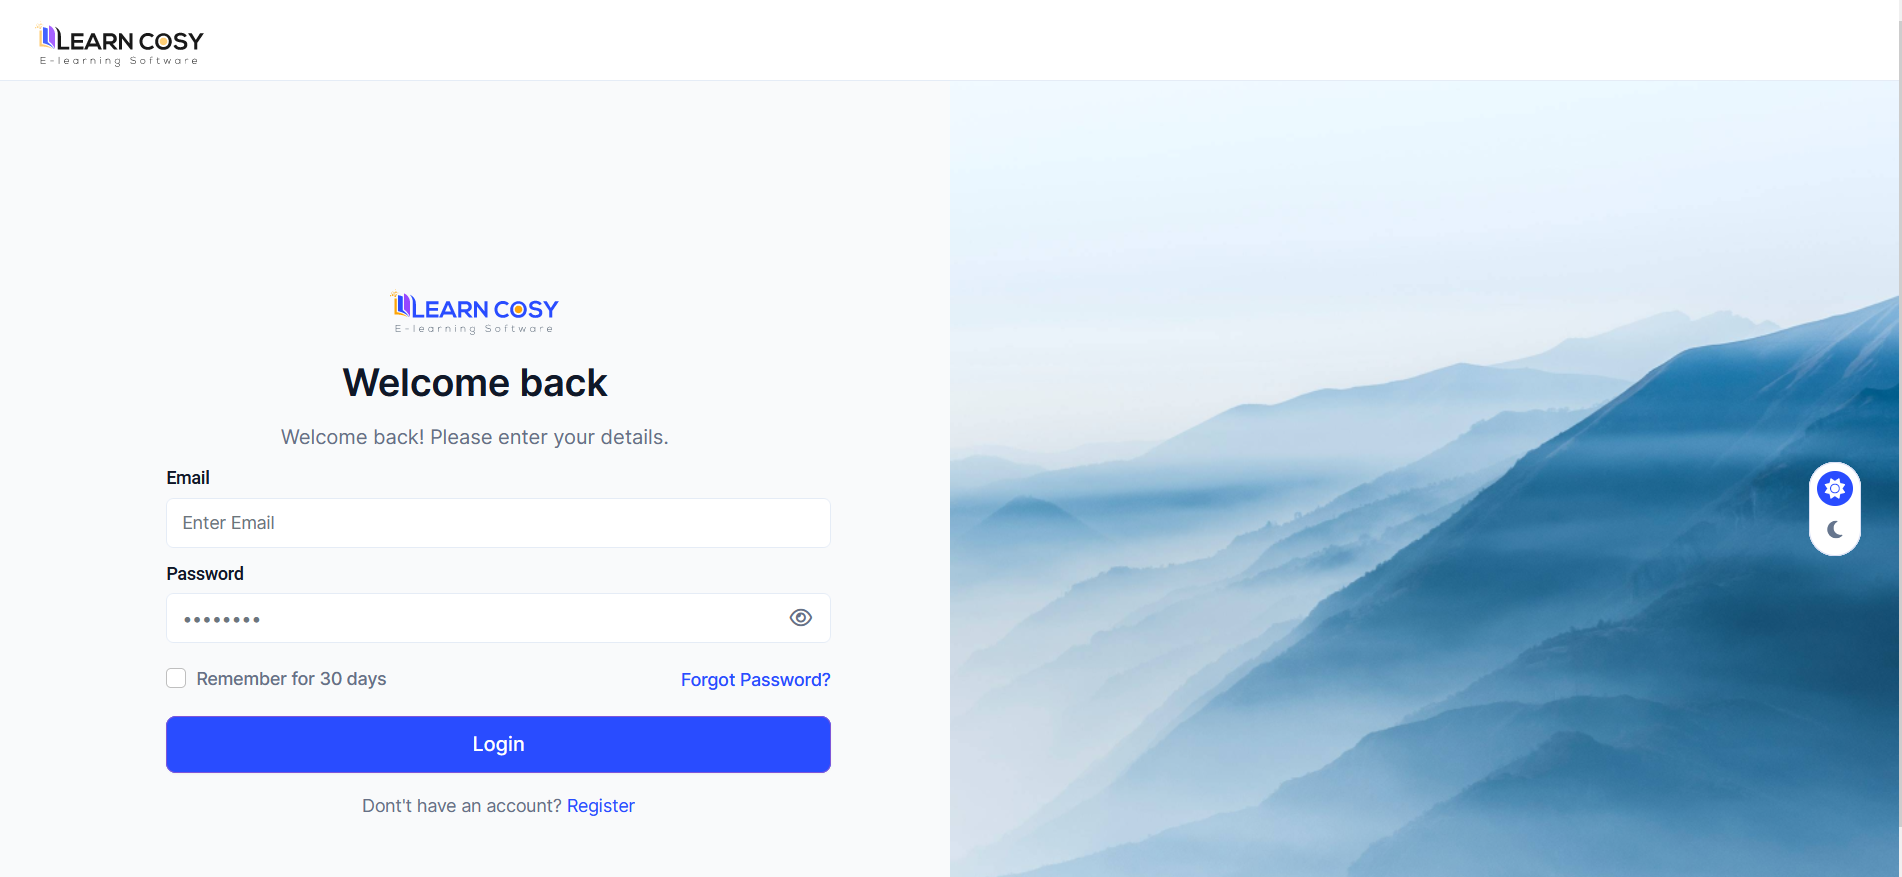 LEARN COSY
E-learning Software
LEARN COSY
E-learning Software
Welcome back
Welcome back! Please enter your details.
Email
Enter Email
Password
Remember for 30 days
Forgot Password?
Login
Dont't have an account? Register